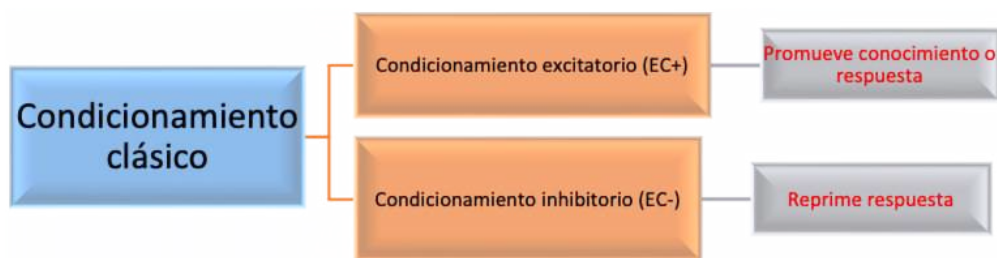 Condicionamiento
clásico
Condicionamiento excitatorio (EC+)
Promueve conocimiento o
respuesta
Condicionamiento inhibitorio (EC-)
Reprime respuesta